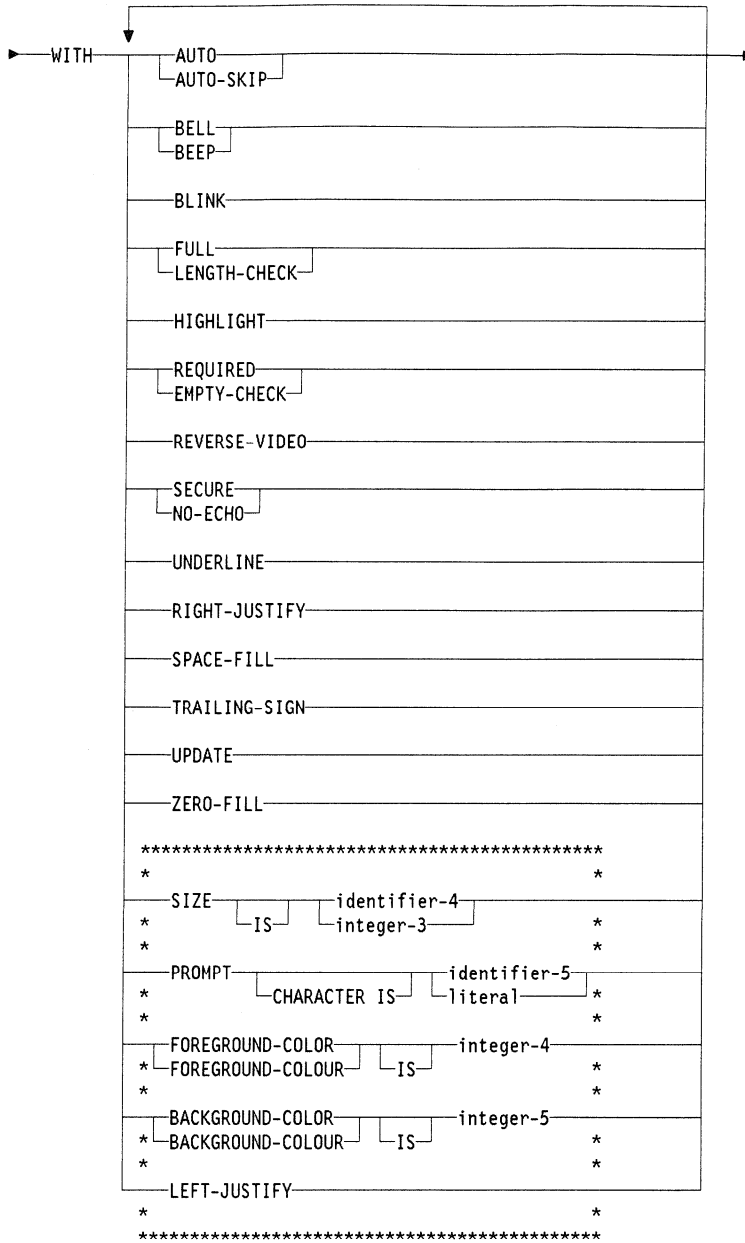 WITH AUTO
AUTO-SKIP
BELL
BEEP
BLINK
FULL
LENGTH-CHECK
HIGHLIGHT
REQUIRED
EMPTY-CHECK
REVERSE-VIDEO
SECURE
NO-ECHO
UNDERLINE
RIGHT-JUSTIFY
SPACE-FILL
TRAILING-SIGN
UPDATE
ZERO-FILL
*********************************************
* *
SIZE identifier-4
* IS integer-3 *
* *
PROMPT identifier-5
* CHARACTER IS literal *
* *
FOREGROUND-COLOR integer-4
* FOREGROUND-COLOUR IS *
* *
BACKGROUND-COLOR integer-5
* BACKGROUND-COLOUR IS *
* *
LEFT-JUSTIFY
* *
*********************************************